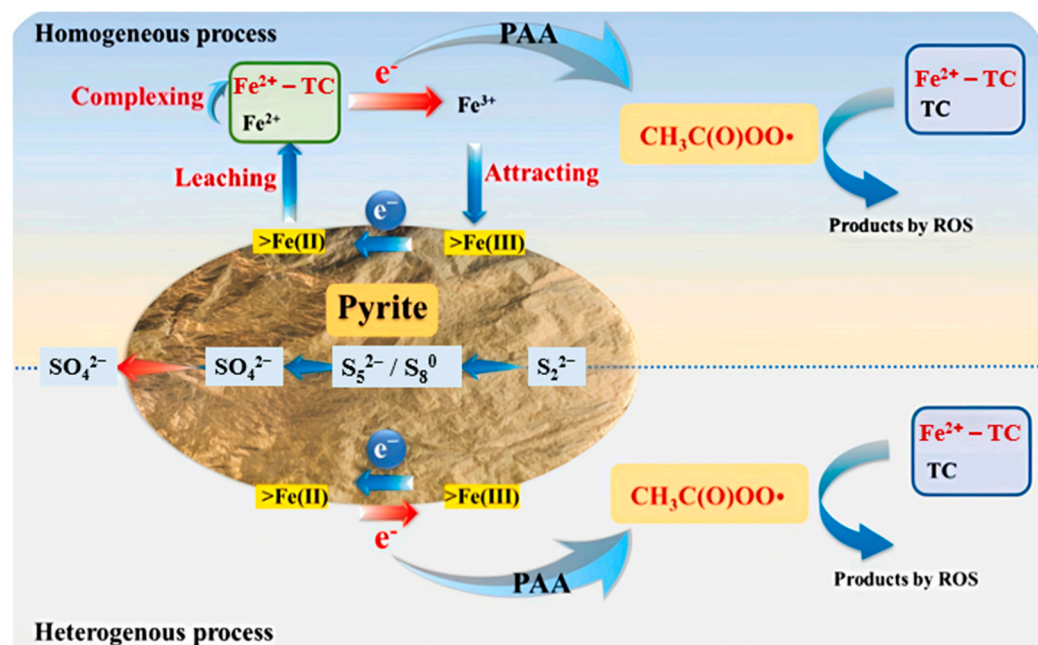 Homogeneous process
PAA
e⁻
Fe²⁺ – TC
Fe²⁺
Complexing
Fe³⁺
CH₃C(O)OO•
Fe²⁺ – TC
TC
Leaching
Attracting
Products by ROS
e⁻
>Fe(II)
>Fe(III)
Pyrite
SO₄²⁻
SO₄²⁻
S₅²⁻ / S₈⁰
S₂²⁻
Fe²⁺ – TC
TC
e⁻
>Fe(II)
>Fe(III)
CH₃C(O)OO•
e⁻
PAA
Products by ROS
Heterogenous process